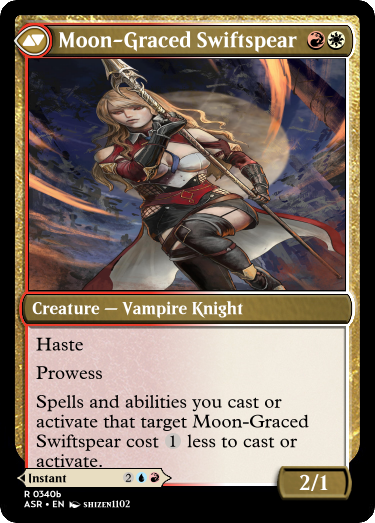 Moon-Graced Swiftspear
Creature — Vampire Knight
Haste
Prowess
Spells and abilities you cast or
activate that target Moon-Graced
Swiftspear cost 1 less to cast or
activate.
Instant 2
2/1
R 0340b
ASR • EN SHIZEN1102